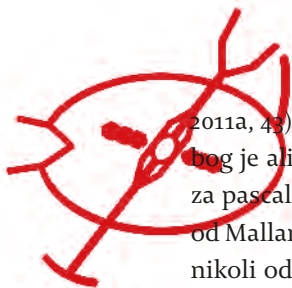 2011a, 43)
bog je ali
za pascal
od Mallar
nikoli od